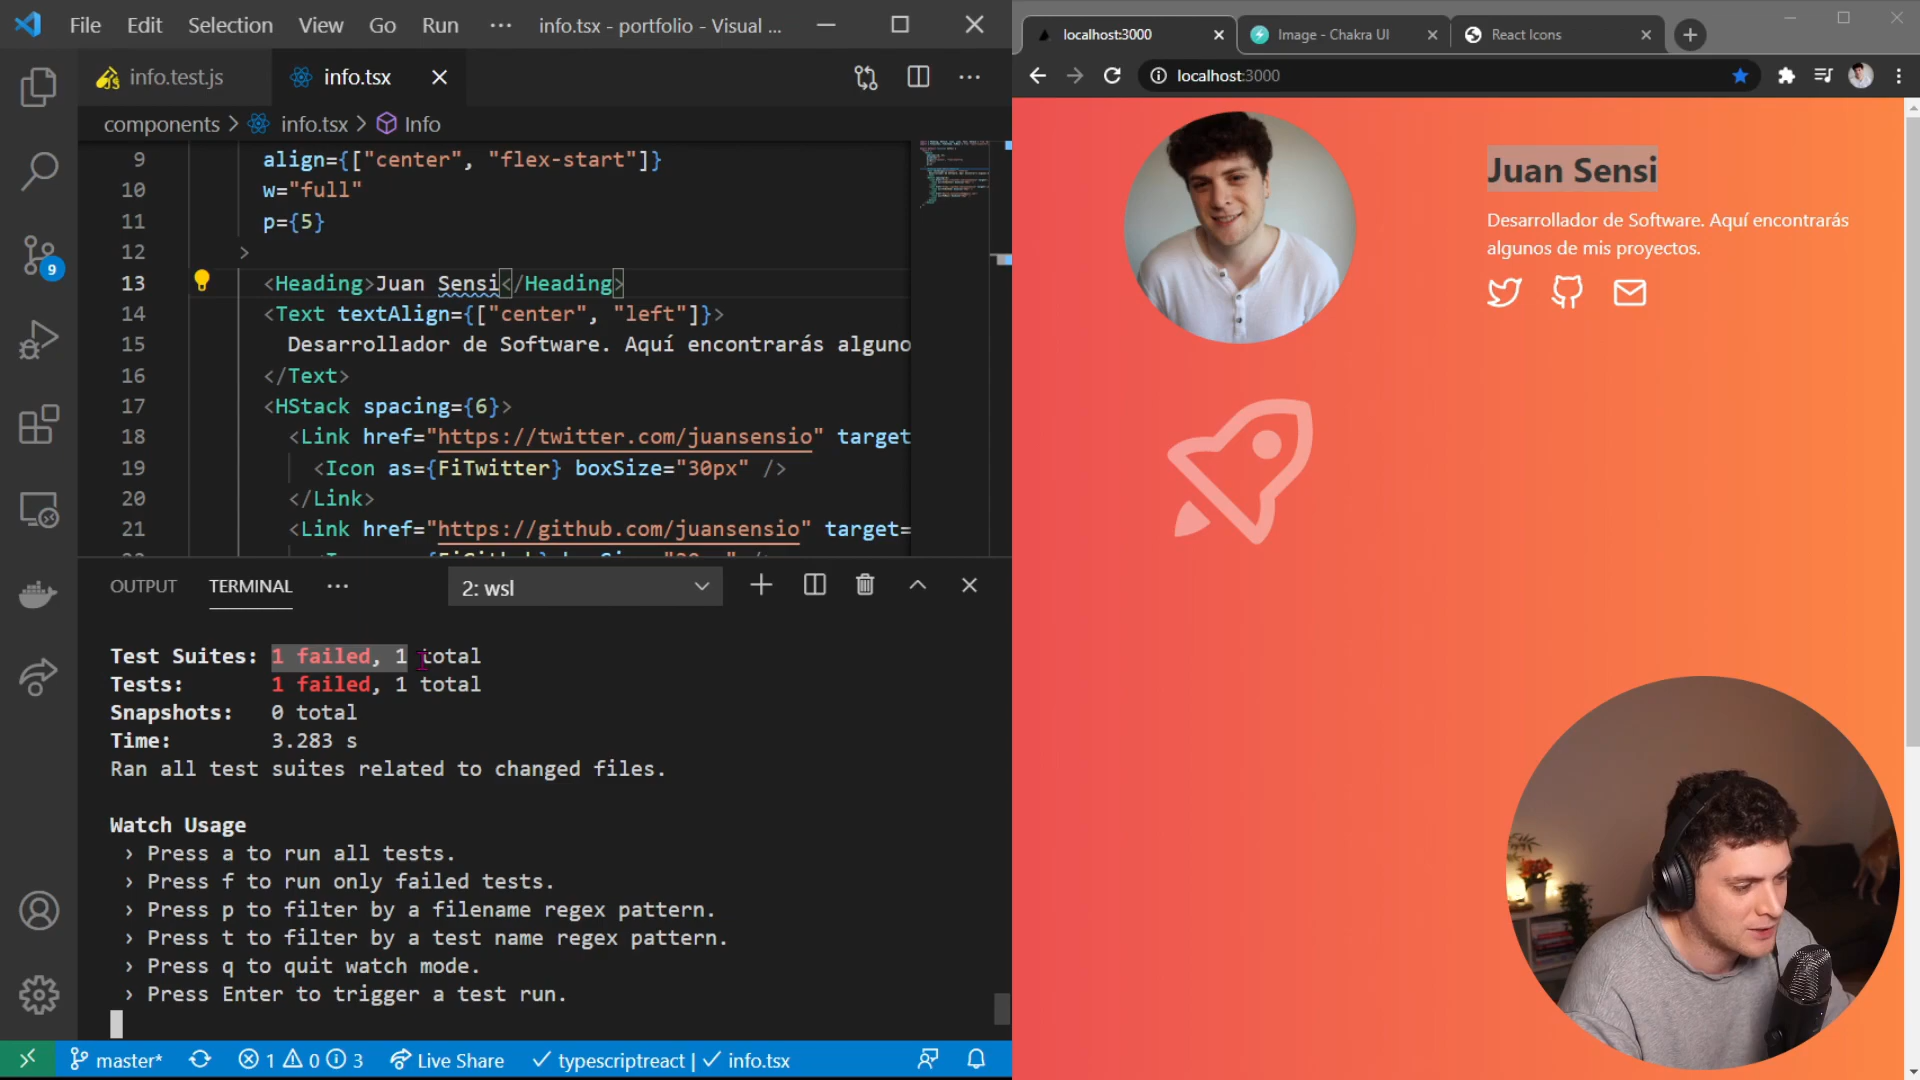 File Edit Selection View Go Run ··· info.tsx - portfolio - Visual ...
info.test.js info.tsx
components > info.tsx > Info
9 align={["center", "flex-start"]}
10 w="full"
11 p={5}
12 >
13 <Heading>Juan Sensi</Heading>
14 <Text textAlign={["center", "left"]}>
15 Desarrollador de Software. Aquí encontrarás alguno
16 </Text>
17 <HStack spacing={6}>
18 <Link href="https://twitter.com/juansensio" target
19 <Icon as={FiTwitter} boxSize="30px" />
20 </Link>
21 <Link href="https://github.com/juansensio" target=
OUTPUT TERMINAL ··· 2: wsl
Test Suites: 1 failed, 1 total
Tests: 1 failed, 1 total
Snapshots: 0 total
Time: 3.283 s
Ran all test suites related to changed files.
Watch Usage
› Press a to run all tests.
› Press f to run only failed tests.
› Press p to filter by a filename regex pattern.
› Press t to filter by a test name regex pattern.
› Press q to quit watch mode.
› Press Enter to trigger a test run.
9
master* 1 0 3 Live Share typescriptreact | info.tsx
localhost:3000 Image - Chakra UI React Icons
localhost:3000
Juan Sensi
Desarrollador de Software. Aquí encontrarás
algunos de mis proyectos.